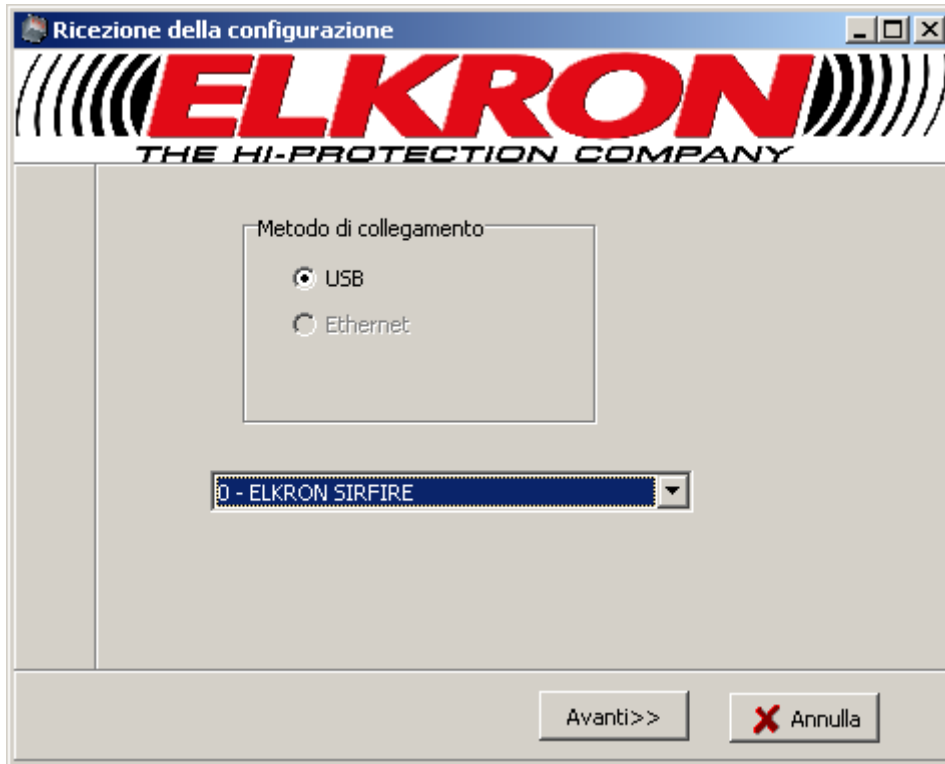 Ricezione della configurazione
ELKRON
THE HI-PROTECTION COMPANY
Metodo di collegamento
USB
Ethernet
0 - ELKRON SIRFIRE
Avanti>>
Annulla